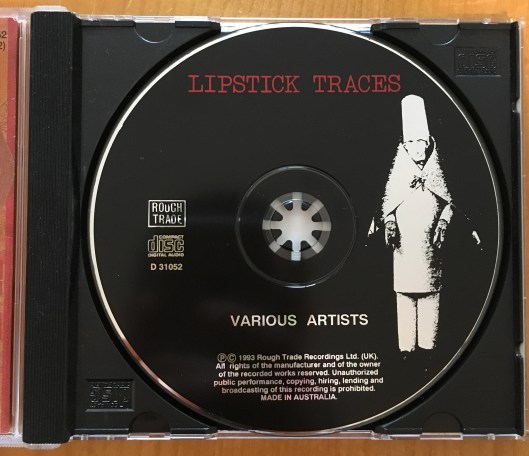 LIPSTICK TRACES
ROUGH
TRADE
COMPACT
disc
DIGITAL AUDIO
D 31052
VARIOUS ARTISTS
ⓅⒸ 1993 Rough Trade Recordings Ltd. (UK).
All rights of the manufacturer and of the owner
of the recorded works reserved. Unauthorized
public performance, copying, hiring, lending and
broadcasting of this recording is prohibited.
MADE IN AUSTRALIA.